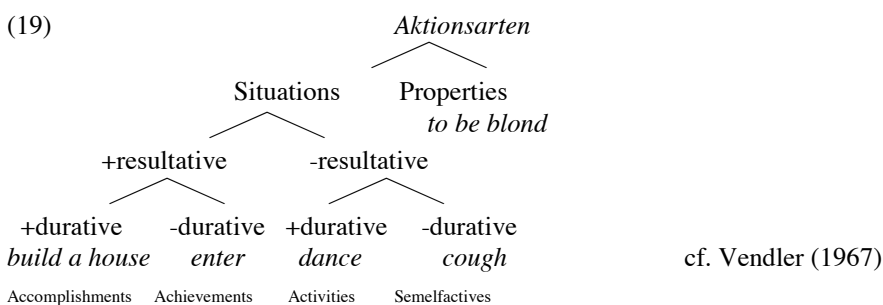 (19) Aktionsarten
Situations Properties
to be blond
+resultative -resultative
+durative -durative +durative -durative
build a house enter dance cough cf. Vendler (1967)
Accomplishments Achievements Activities Semelfactives